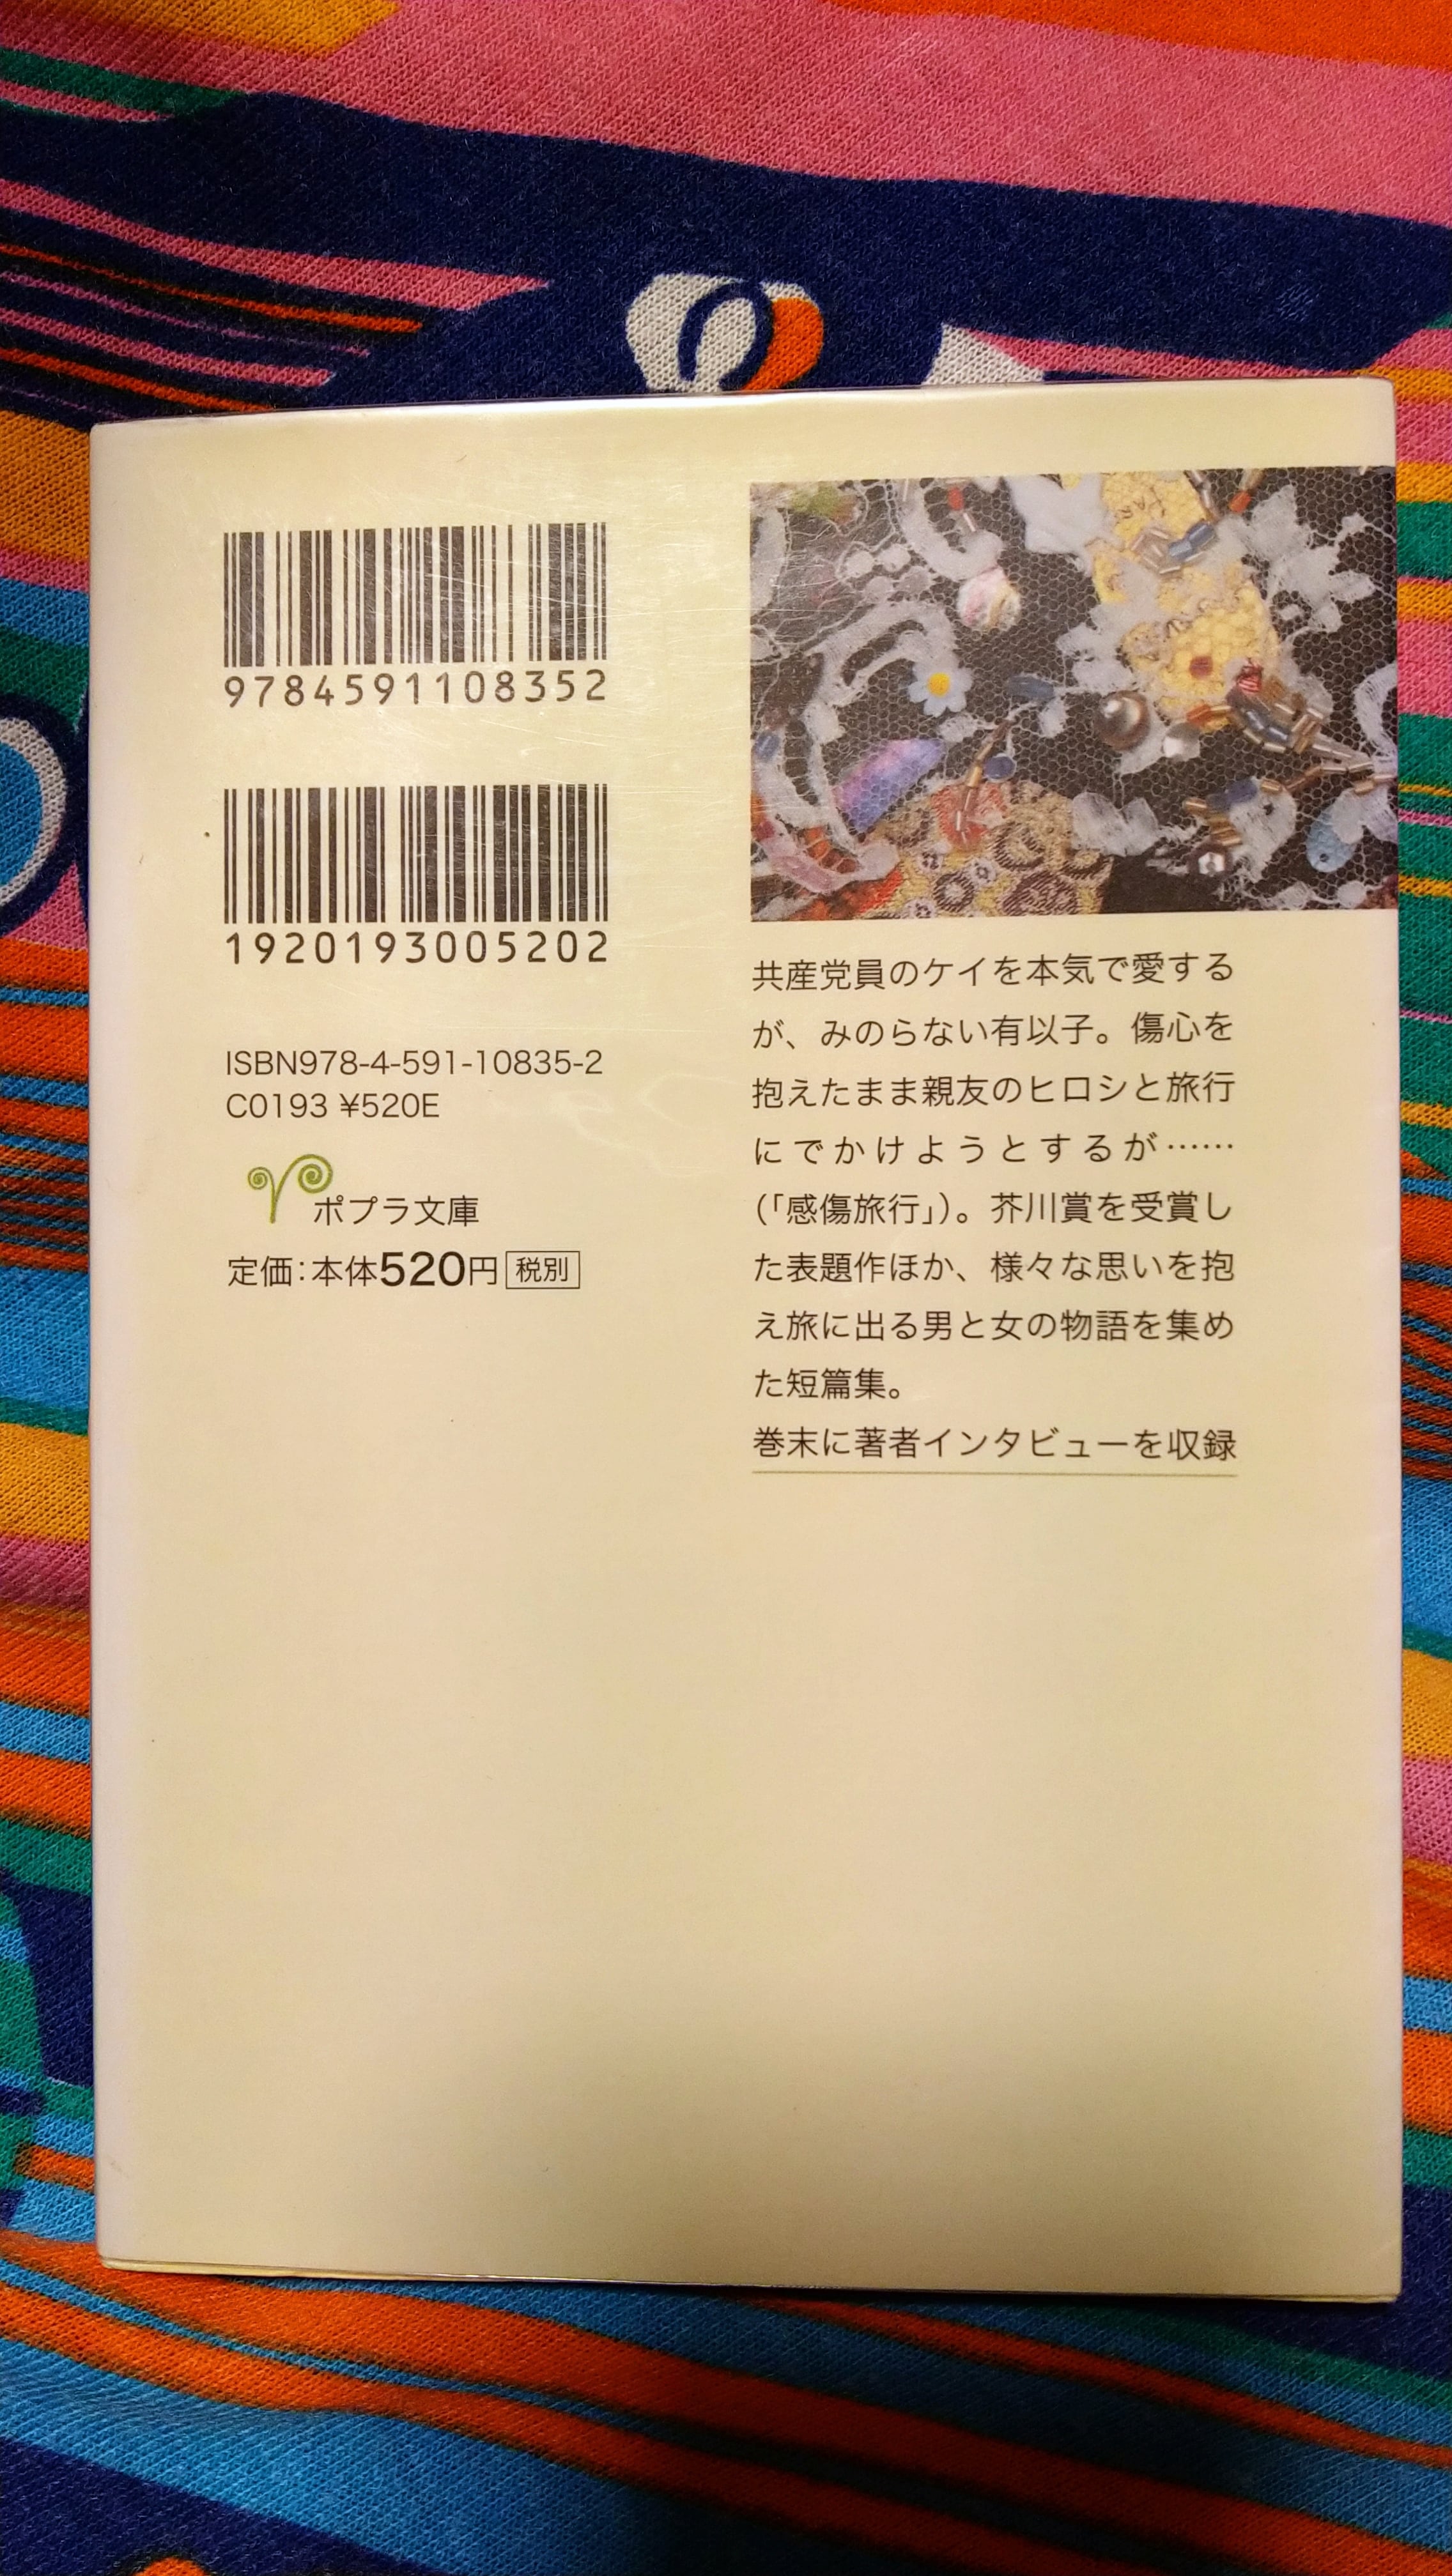 9784591108352
1920193005202
ISBN978-4-591-10835-2
C0193 ¥520E
ポプラ文庫
定価:本体520円 税別
共産党員のケイを本気で愛する
が、みのらない有以子。傷心を
抱えたまま親友のヒロシと旅行
にでかけようとするが……
(「感傷旅行」)。芥川賞を受賞し
た表題作ほか、様々な思いを抱
え旅に出る男と女の物語を集め
た短篇集。
巻末に著者インタビューを収録